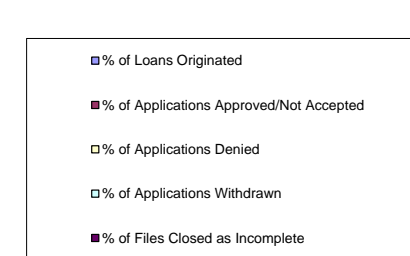 % of Loans Originated
% of Applications Approved/Not Accepted
% of Applications Denied
% of Applications Withdrawn
% of Files Closed as Incomplete